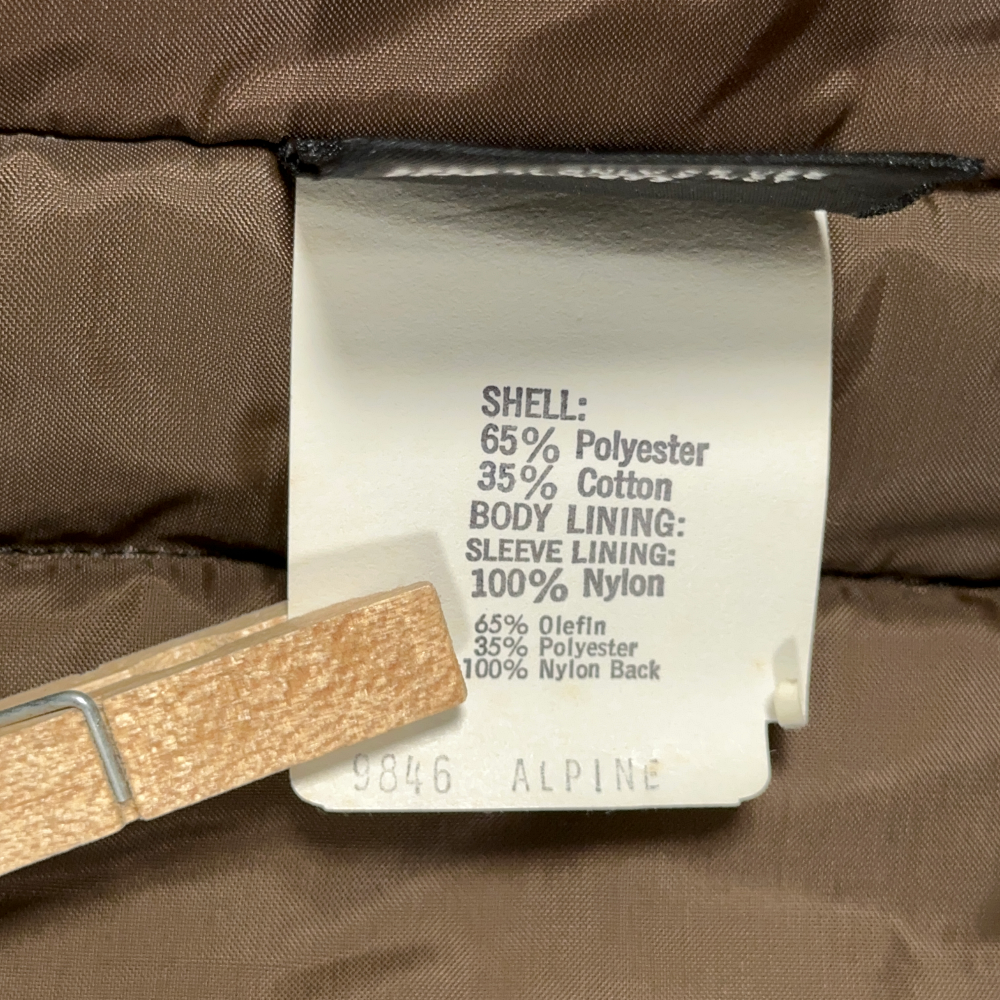 SHELL:
65% Polyester
35% Cotton
BODY LINING:
SLEEVE LINING:
100% Nylon
65% Olefin
35% Polyester
100% Nylon Back
9846 ALPINE